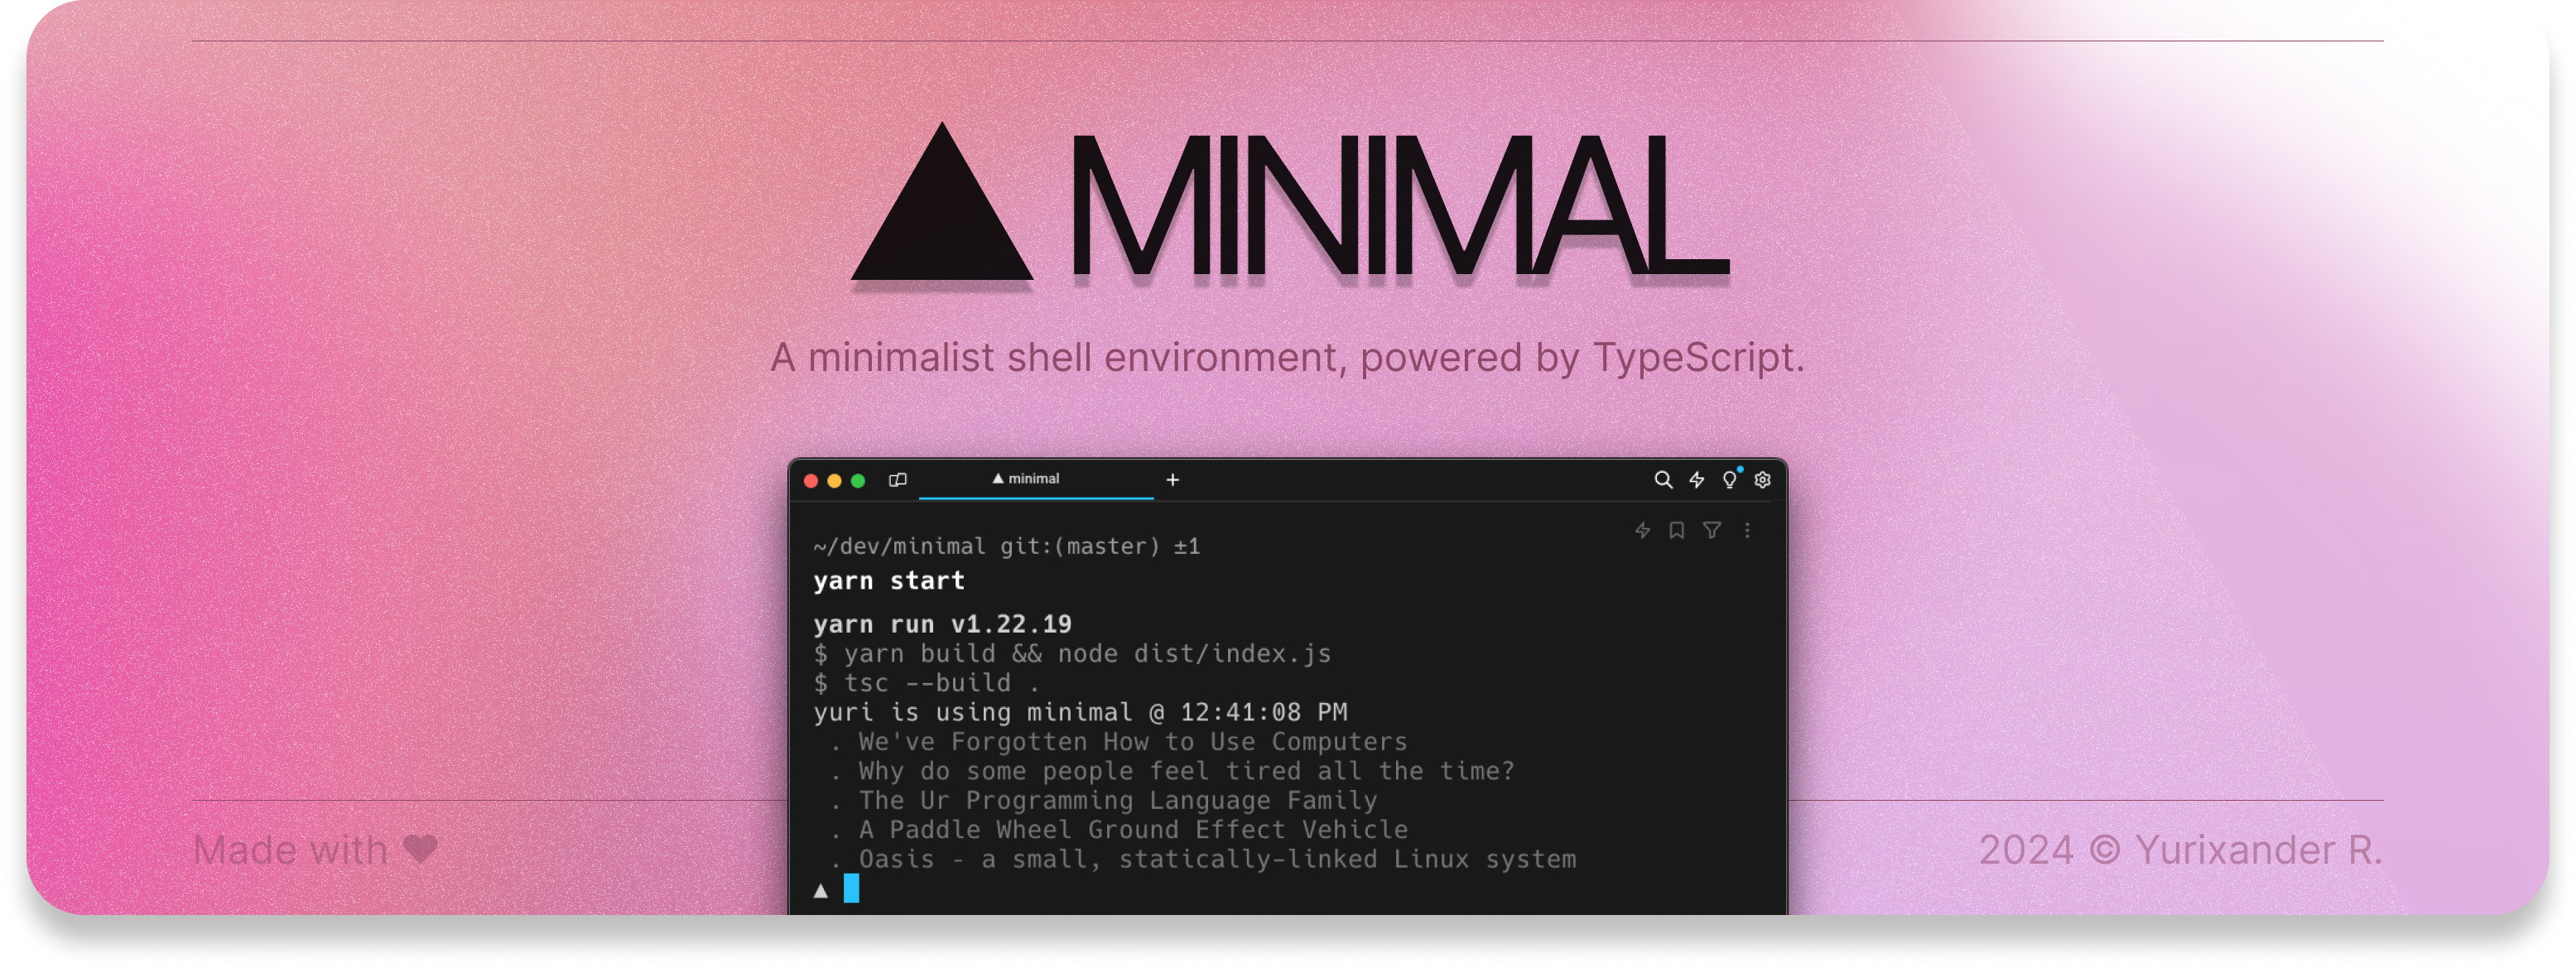 ▲ MINIMAL
A minimalist shell environment, powered by TypeScript.
▲ minimal +
~/dev/minimal git:(master) ±1
yarn start
yarn run v1.22.19
$ yarn build && node dist/index.js
$ tsc --build .
yuri is using minimal @ 12:41:08 PM
. We've Forgotten How to Use Computers
. Why do some people feel tired all the time?
. The Ur Programming Language Family
. A Paddle Wheel Ground Effect Vehicle
. Oasis - a small, statically-linked Linux system
▲
Made with ♥
2024 © Yurixander R.